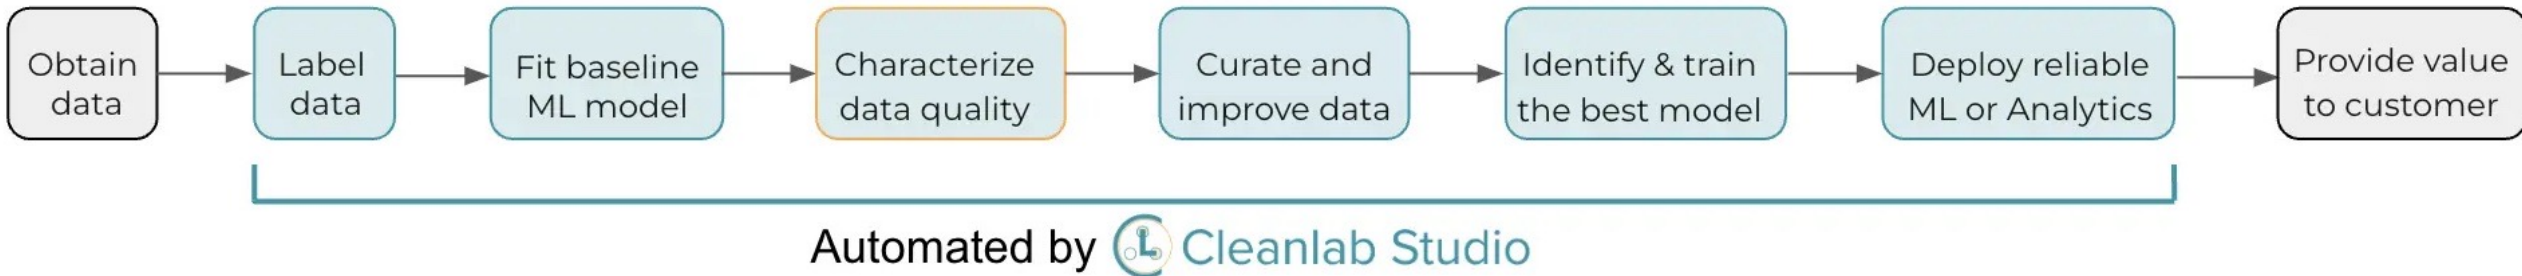 Obtain
data
Label
data
Fit baseline
ML model
Characterize
data quality
Curate and
improve data
Identify & train
the best model
Deploy reliable
ML or Analytics
Provide value
to customer
Automated by Cleanlab Studio